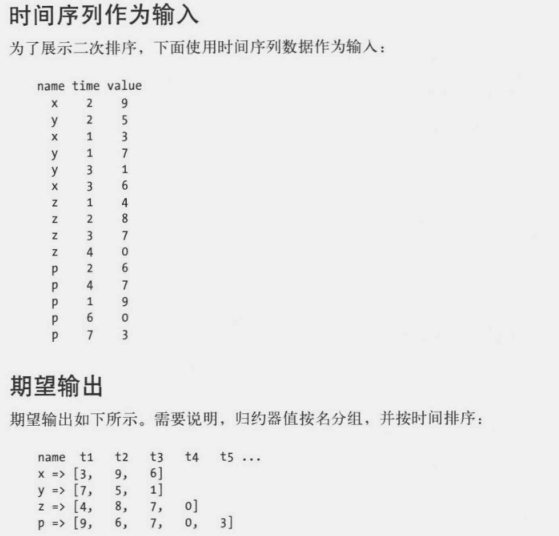 时间序列作为输入
为了展示二次排序，下面使用时间序列数据作为输入：
name time value
x 2 9
y 2 5
x 1 3
y 1 7
y 3 1
x 3 6
z 1 4
z 2 8
z 3 7
z 4 0
p 2 6
p 4 7
p 1 9
p 6 0
p 7 3
期望输出
期望输出如下所示。需要说明，归约器值按名分组，并按时间排序：
name t1 t2 t3 t4 t5 ...
x => [3, 9, 6]
y => [7, 5, 1]
z => [4, 8, 7, 0]
p => [9, 6, 7, 0, 3]